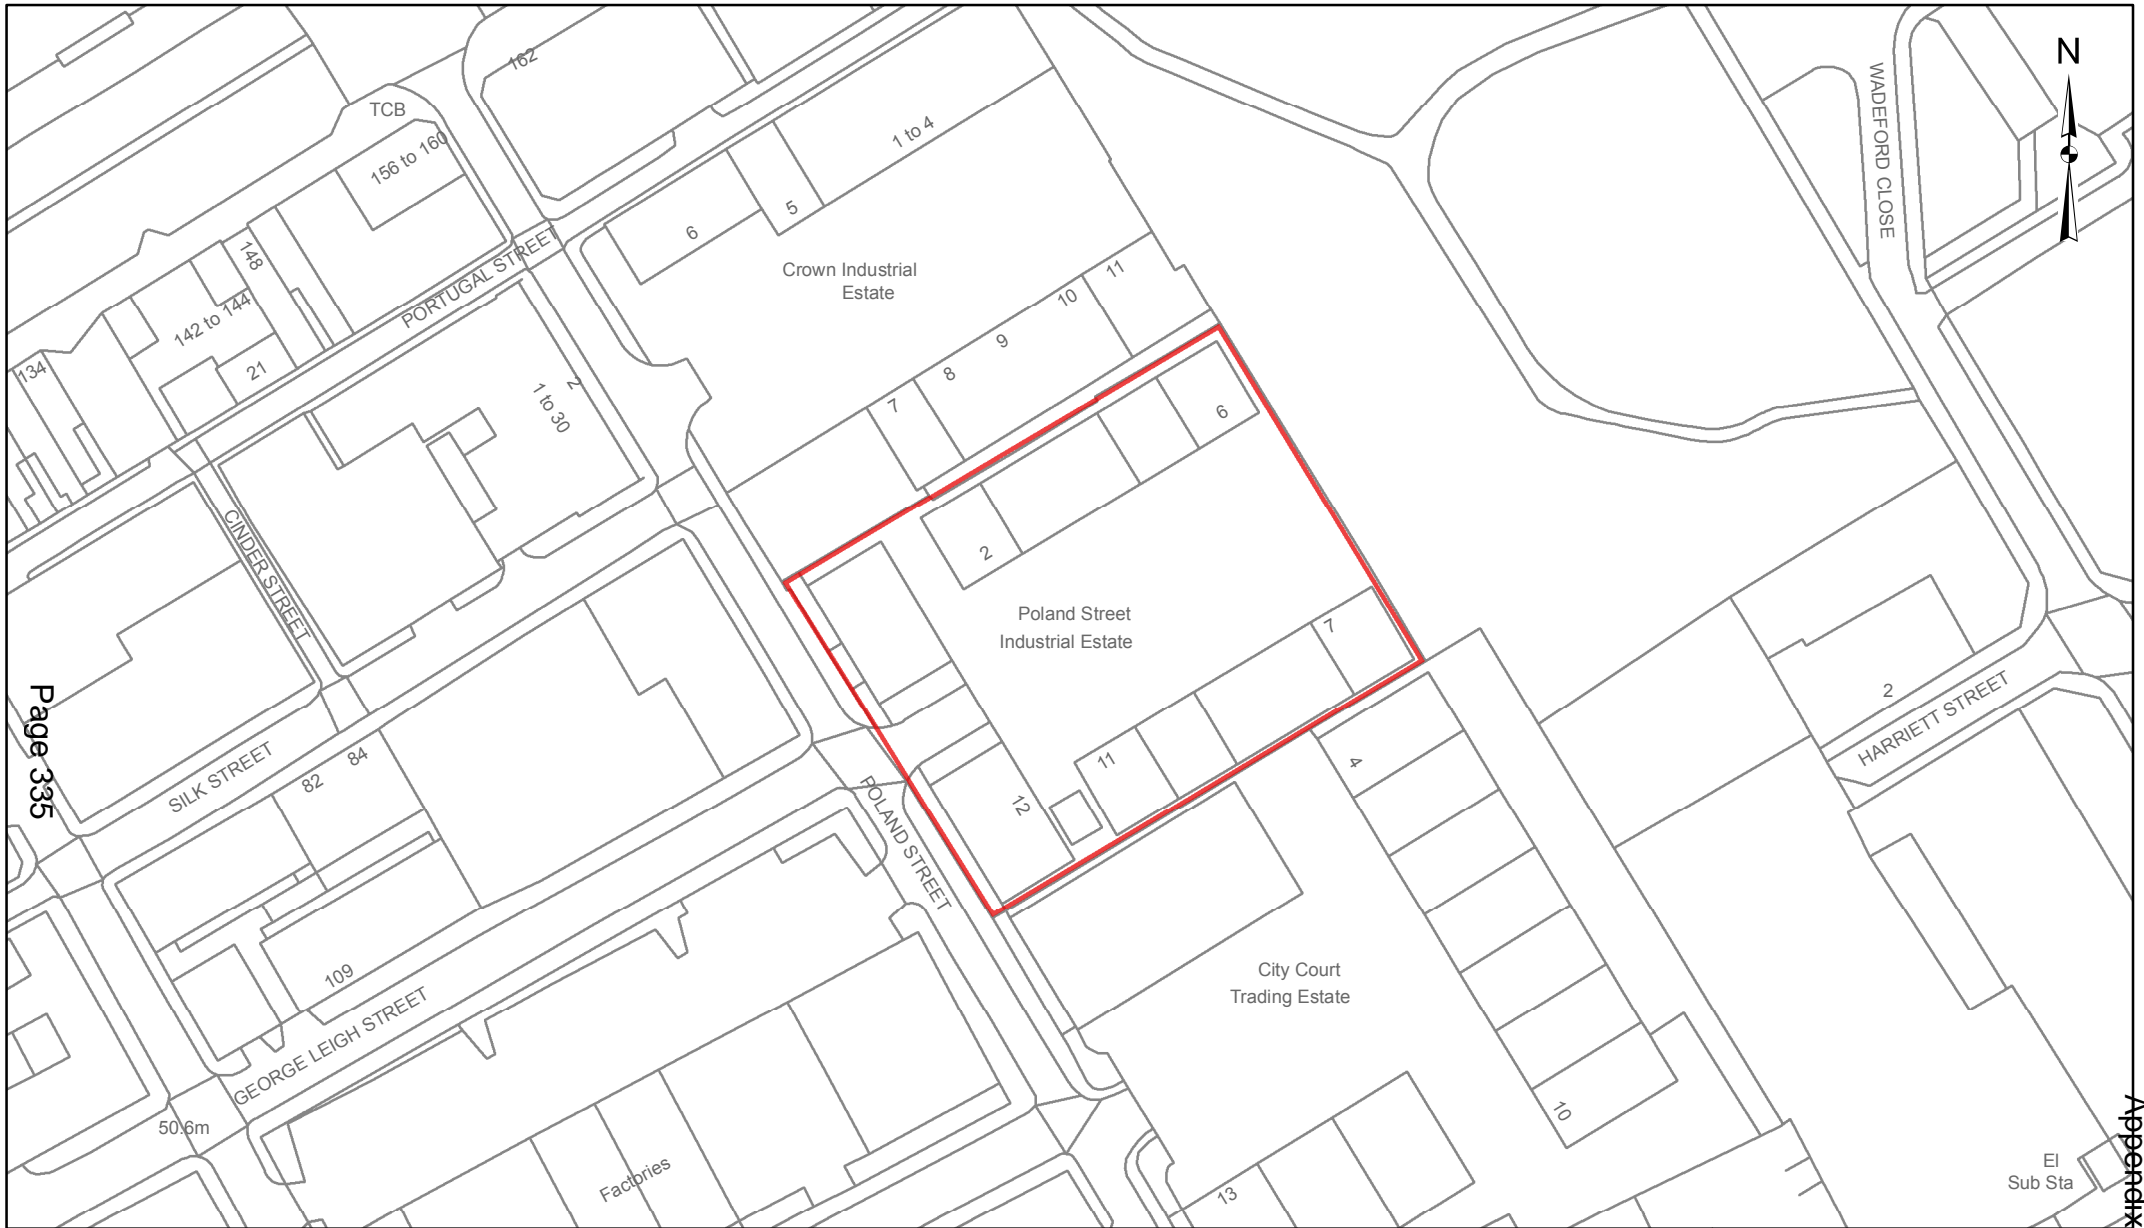 N
WADEFORD CLOSE
162
TCB
156 to 160
1 to 4
5
6
148
PORTUGAL STREET
142 to 144
21
134
Crown Industrial
Estate
11
10
9
8
7
2
1 to 30
6
2
CINDER STREET
Poland Street
Industrial Estate
7
11
12
4
2
HARRIETT STREET
Page 335
SILK STREET
82
84
POLAND STREET
109
GEORGE LEIGH STREET
City Court
Trading Estate
10
50.6m
Factories
13
El
Sub Sta
Appendix